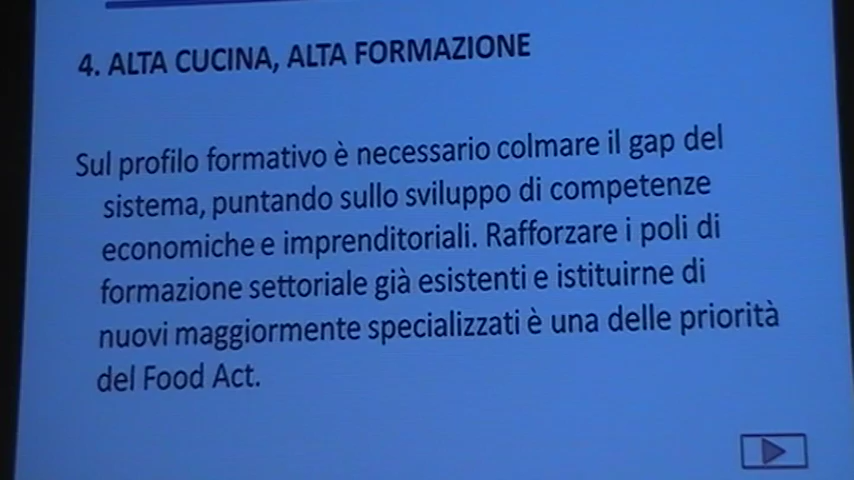 4. ALTA CUCINA, ALTA FORMAZIONE
Sul profilo formativo è necessario colmare il gap del
sistema, puntando sullo sviluppo di competenze
economiche e imprenditoriali. Rafforzare i poli di
formazione settoriale già esistenti e istituirne di
nuovi maggiormente specializzati è una delle priorità
del Food Act.